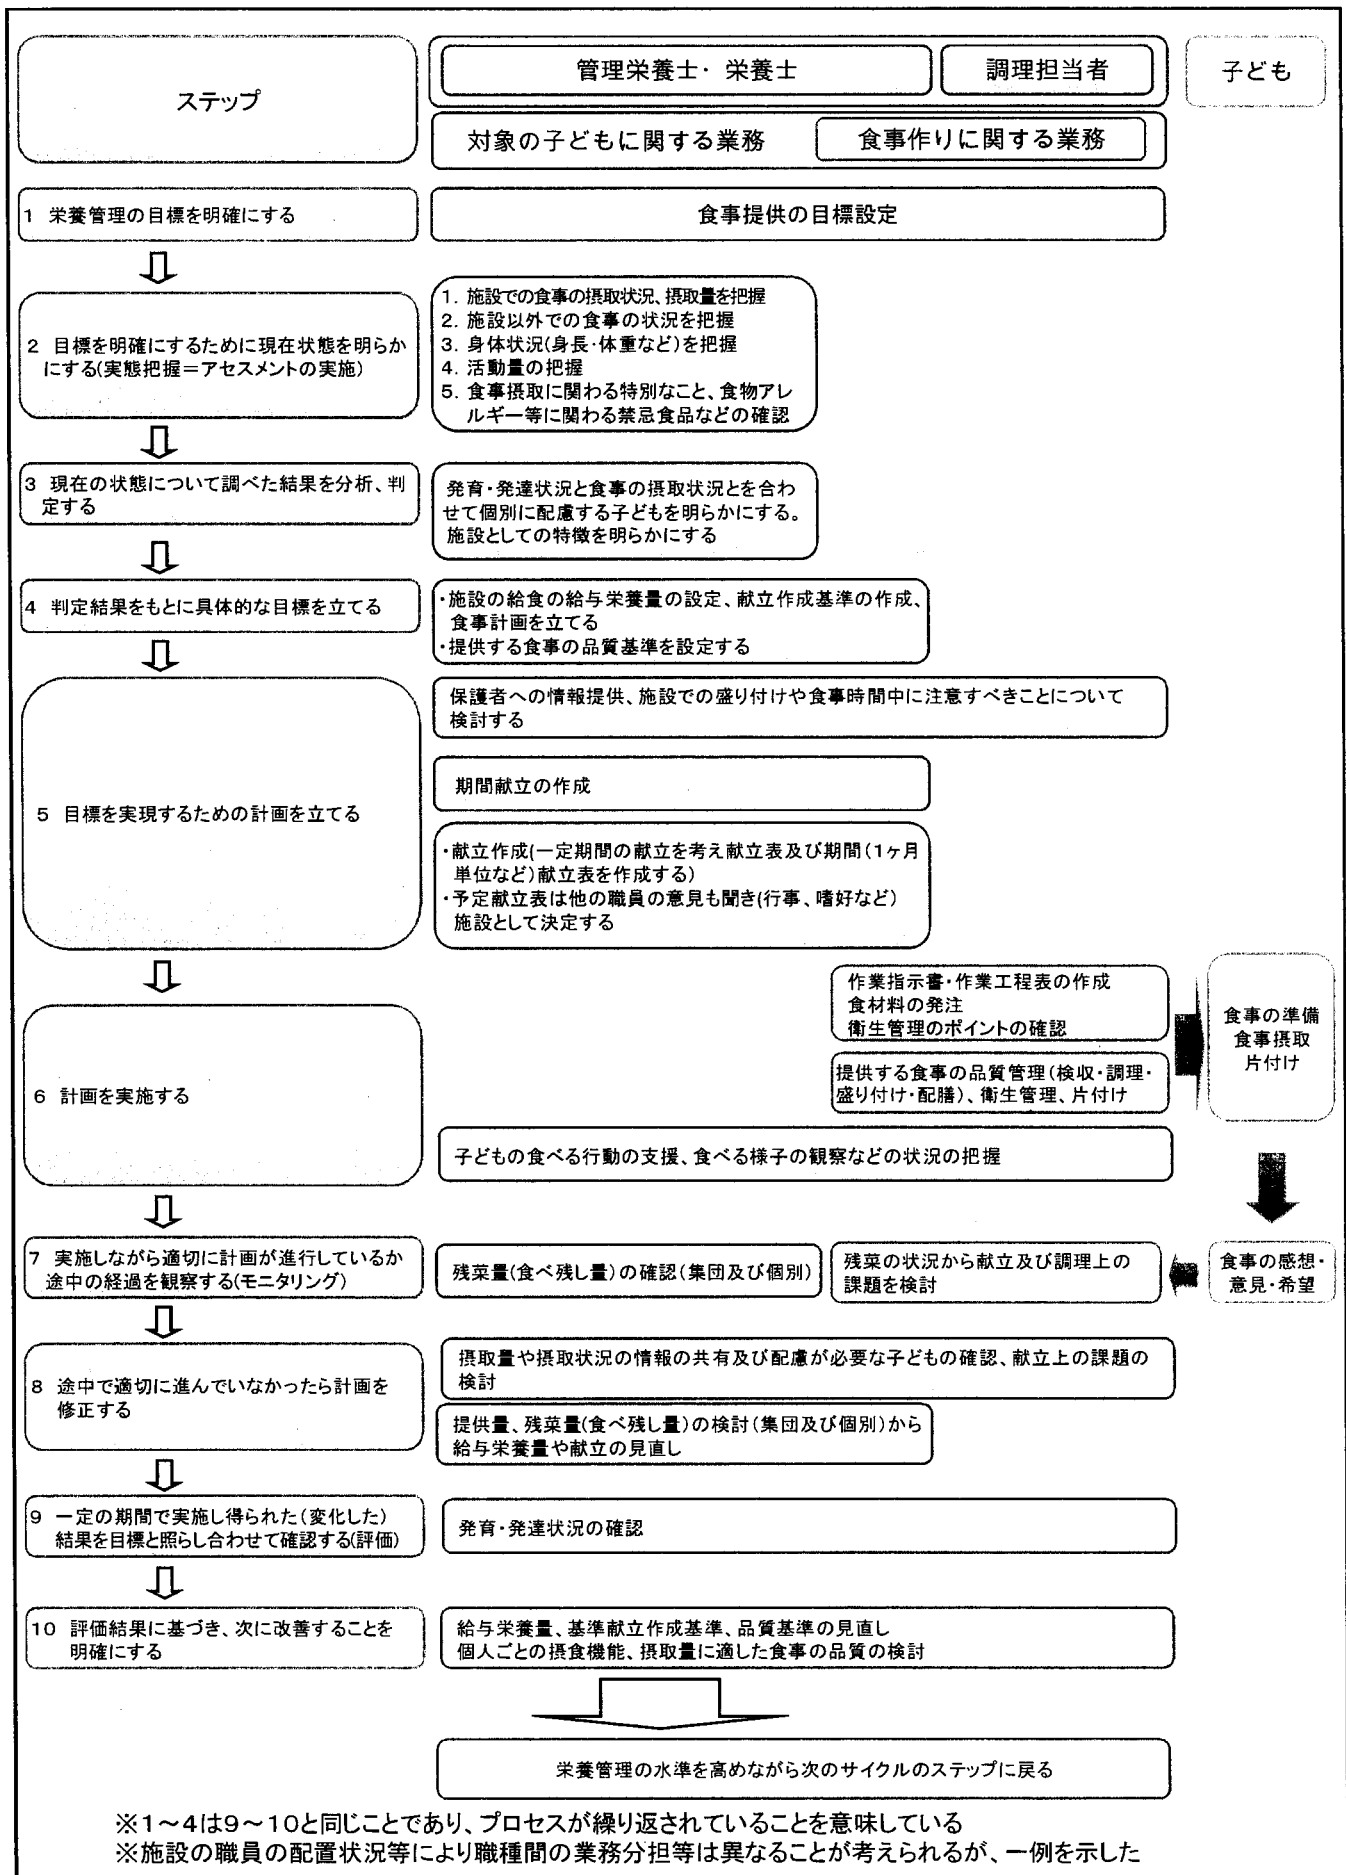 ステップ
管理栄養士・栄養士
調理担当者
子ども
対象の子どもに関する業務
食事作りに関する業務
1 栄養管理の目標を明確にする
食事提供の目標設定
2 目標を明確にするために現在状態を明らか
にする(実態把握＝アセスメントの実施)
1. 施設での食事の摂取状況、摂取量を把握
2. 施設以外での食事の状況を把握
3. 身体状況(身長・体重など)を把握
4. 活動量の把握
5. 食事摂取に関わる特別なこと、食物アレ
ルギー等に関わる禁忌食品などの確認
3 現在の状態について調べた結果を分析、判
定する
発育・発達状況と食事の摂取状況とを合わ
せて個別に配慮する子どもを明らかにする。
施設としての特徴を明らかにする
4 判定結果をもとに具体的な目標を立てる
・施設の給食の給与栄養量の設定、献立作成基準の作成、
食事計画を立てる
・提供する食事の品質基準を設定する
5 目標を実現するための計画を立てる
保護者への情報提供、施設での盛り付けや食事時間中に注意すべきことについて
検討する
期間献立の作成
・献立作成(一定期間の献立を考え献立表及び期間(1ヶ月
単位など)献立表を作成する)
・予定献立表は他の職員の意見も聞き(行事、嗜好など)
施設として決定する
6 計画を実施する
作業指示書・作業工程表の作成
食材料の発注
衛生管理のポイントの確認
提供する食事の品質管理(検収・調理・
盛り付け・配膳)、衛生管理、片付け
食事の準備
食事摂取
片付け
子どもの食べる行動の支援、食べる様子の観察などの状況の把握
7 実施しながら適切に計画が進行しているか
途中の経過を観察する(モニタリング)
残菜量(食べ残し量)の確認(集団及び個別)
残菜の状況から献立及び調理上の
課題を検討
食事の感想・
意見・希望
8 途中で適切に進んでいなかったら計画を
修正する
摂取量や摂取状況の情報の共有及び配慮が必要な子どもの確認、献立上の課題の
検討
提供量、残菜量(食べ残し量)の検討(集団及び個別)から
給与栄養量や献立の見直し
9 一定の期間で実施し得られた(変化した)
結果を目標と照らし合わせて確認する(評価)
発育・発達状況の確認
10 評価結果に基づき、次に改善することを
明確にする
給与栄養量、基準献立作成基準、品質基準の見直し
個人ごとの摂食機能、摂取量に適した食事の品質の検討
栄養管理の水準を高めながら次のサイクルのステップに戻る
※1～4は9～10と同じことであり、プロセスが繰り返されていることを意味している
※施設の職員の配置状況等により職種間の業務分担等は異なることが考えられるが、一例を示した